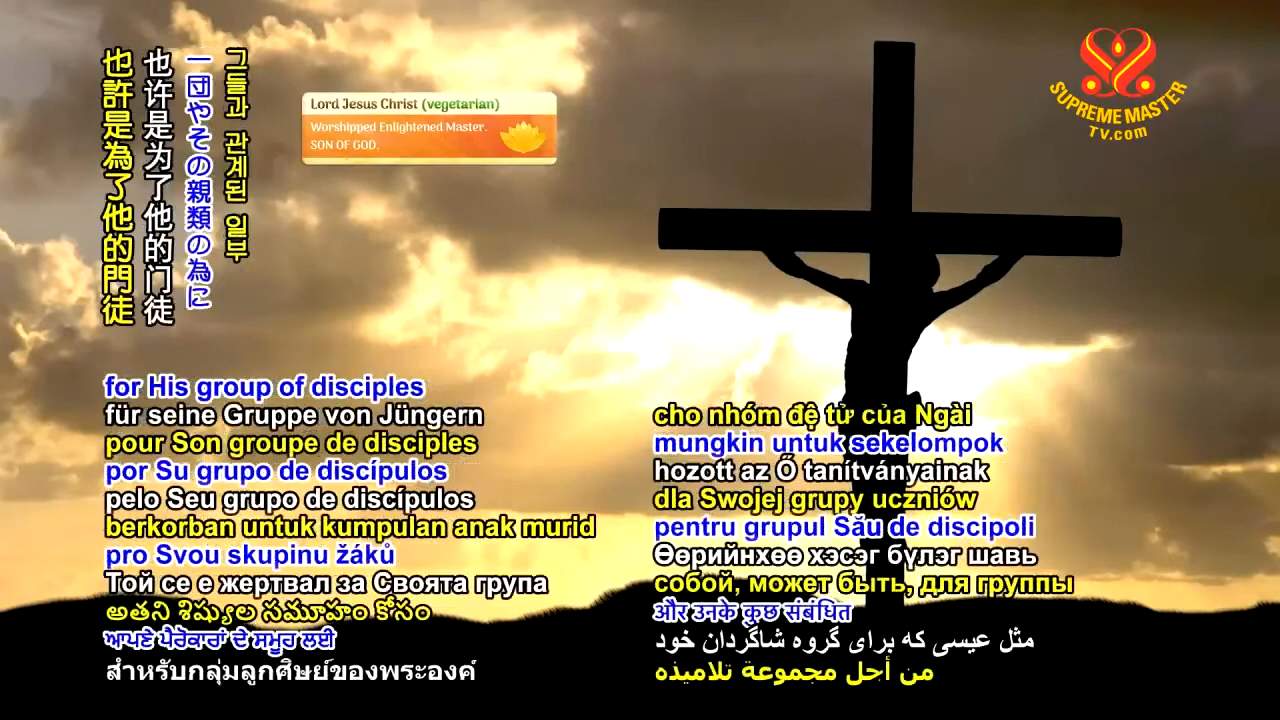 也許是為了他的門徒
也许是为了他的门徒
一団やその親類の為に
그들과 관계된 일부
Lord Jesus Christ (vegetarian)
Worshipped Enlightened Master.
SON OF GOD.
SUPREME MASTER
TV.com
for His group of disciples
für seine Gruppe von Jüngern
pour Son groupe de disciples
por Su grupo de discípulos
pelo Seu grupo de discípulos
berkorban untuk kumpulan anak murid
pro Svou skupinu žáků
Той се е жертвал за Своята група
అతని శిష్యుల సమూహం కోసం
ਆਪਣੇ ਪੈਰੋਕਾਰਾਂ ਦੇ ਸਮੂਹ ਲਈ
สำหรับกลุ่มลูกศิษย์ของพระองค์
cho nhóm đệ tử của Ngài
mungkin untuk sekelompok
hozott az Ő tanítványainak
dla Swojej grupy uczniów
pentru grupul Său de discipoli
Өөрийнхөө хэсэг бүлэг шавь
собой, может быть, для группы
और उनके कुछ संबंधित
مثل عیسی که برای گروه شاگردان خود
من أجل مجموعة تلاميذه